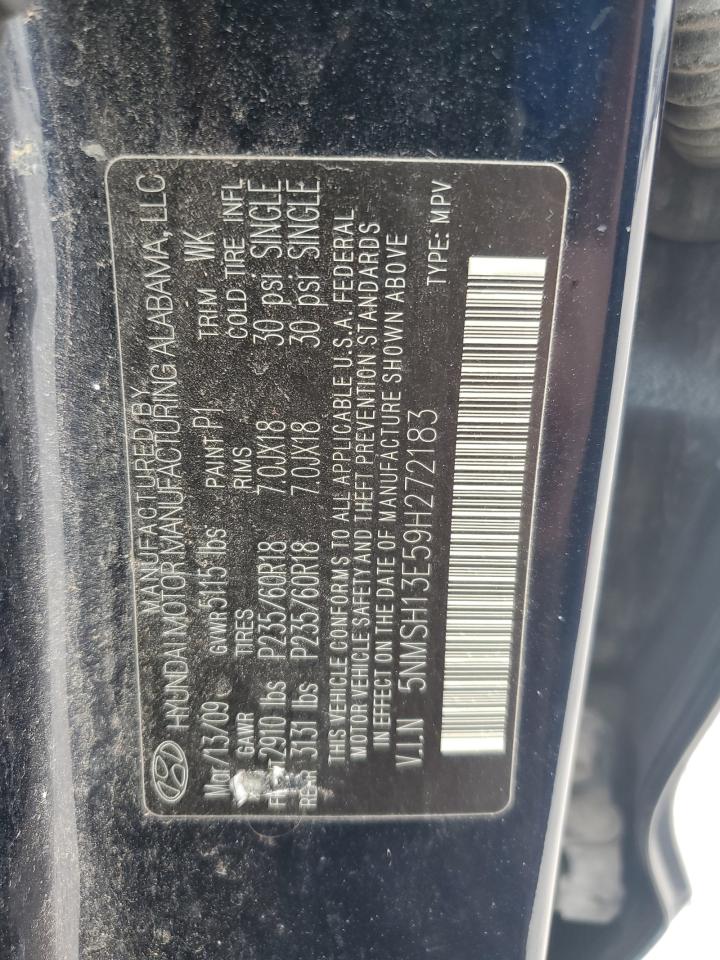 MANUFACTURED BY
HYUNDAI MOTOR MANUFACTURING ALABAMA, LLC
Mar/13/09 GVWR 5115 lbs PAINT P1 TRIM WK
GAWR TIRES RIMS COLD TIRE INFL
2910 lbs P235/60R18 7.0JX18 30 psi SINGLE
REAR 3131 lbs P235/60R18 7.0JX18 30 psi SINGLE
THIS VEHICLE CONFORMS TO ALL APPLICABLE U.S.A. FEDERAL
MOTOR VEHICLE SAFETY AND THEFT PREVENTION STANDARDS
IN EFFECT ON THE DATE OF MANUFACTURE SHOWN ABOVE
V.I.N 5NMSH13E59H272183
TYPE: MPV